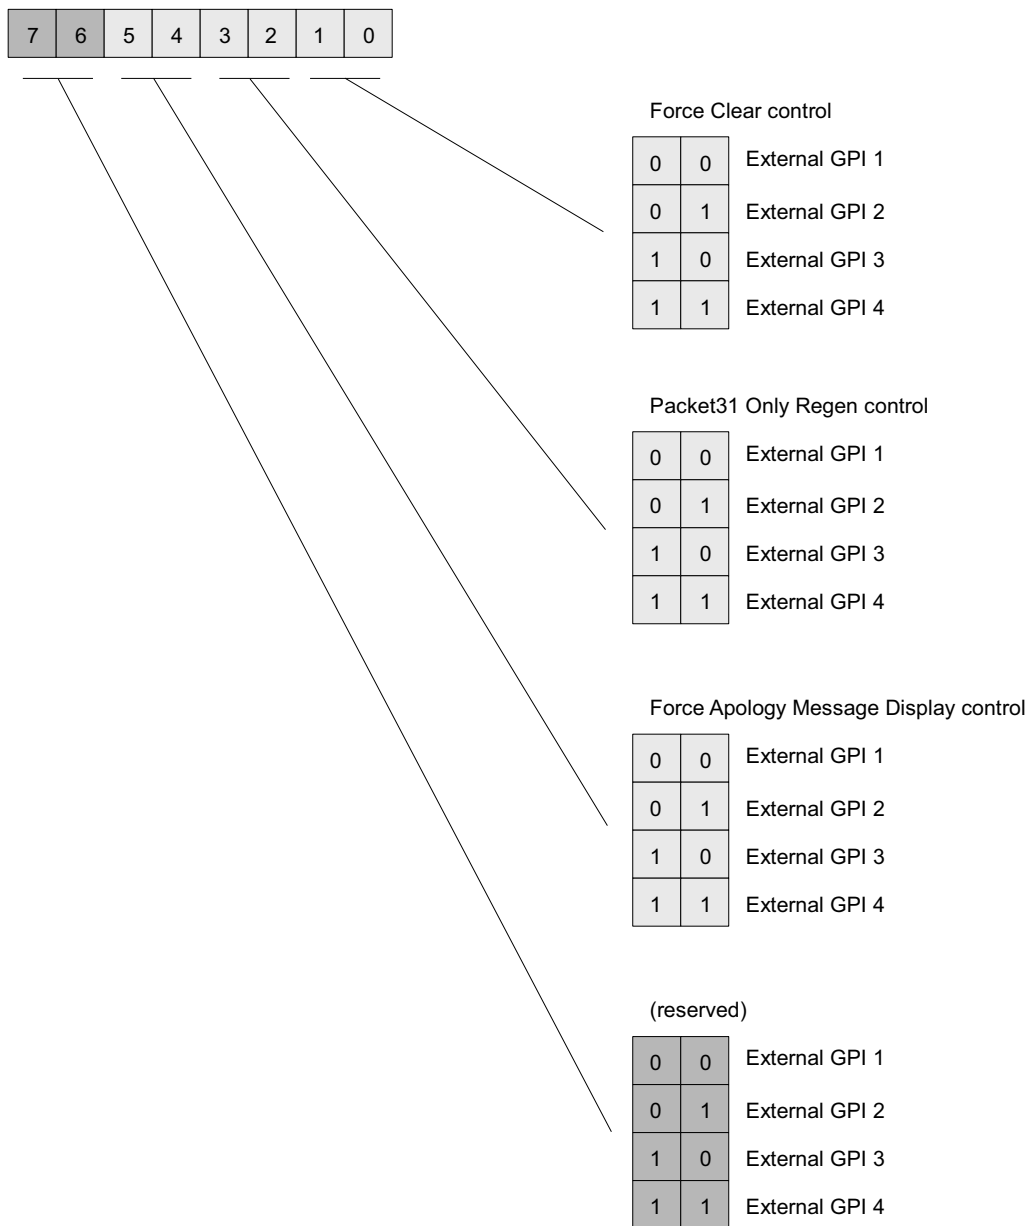 7 6 5 4 3 2 1 0
Force Clear control
0 0 External GPI 1
0 1 External GPI 2
1 0 External GPI 3
1 1 External GPI 4
Packet31 Only Regen control
0 0 External GPI 1
0 1 External GPI 2
1 0 External GPI 3
1 1 External GPI 4
Force Apology Message Display control
0 0 External GPI 1
0 1 External GPI 2
1 0 External GPI 3
1 1 External GPI 4
(reserved)
0 0 External GPI 1
0 1 External GPI 2
1 0 External GPI 3
1 1 External GPI 4